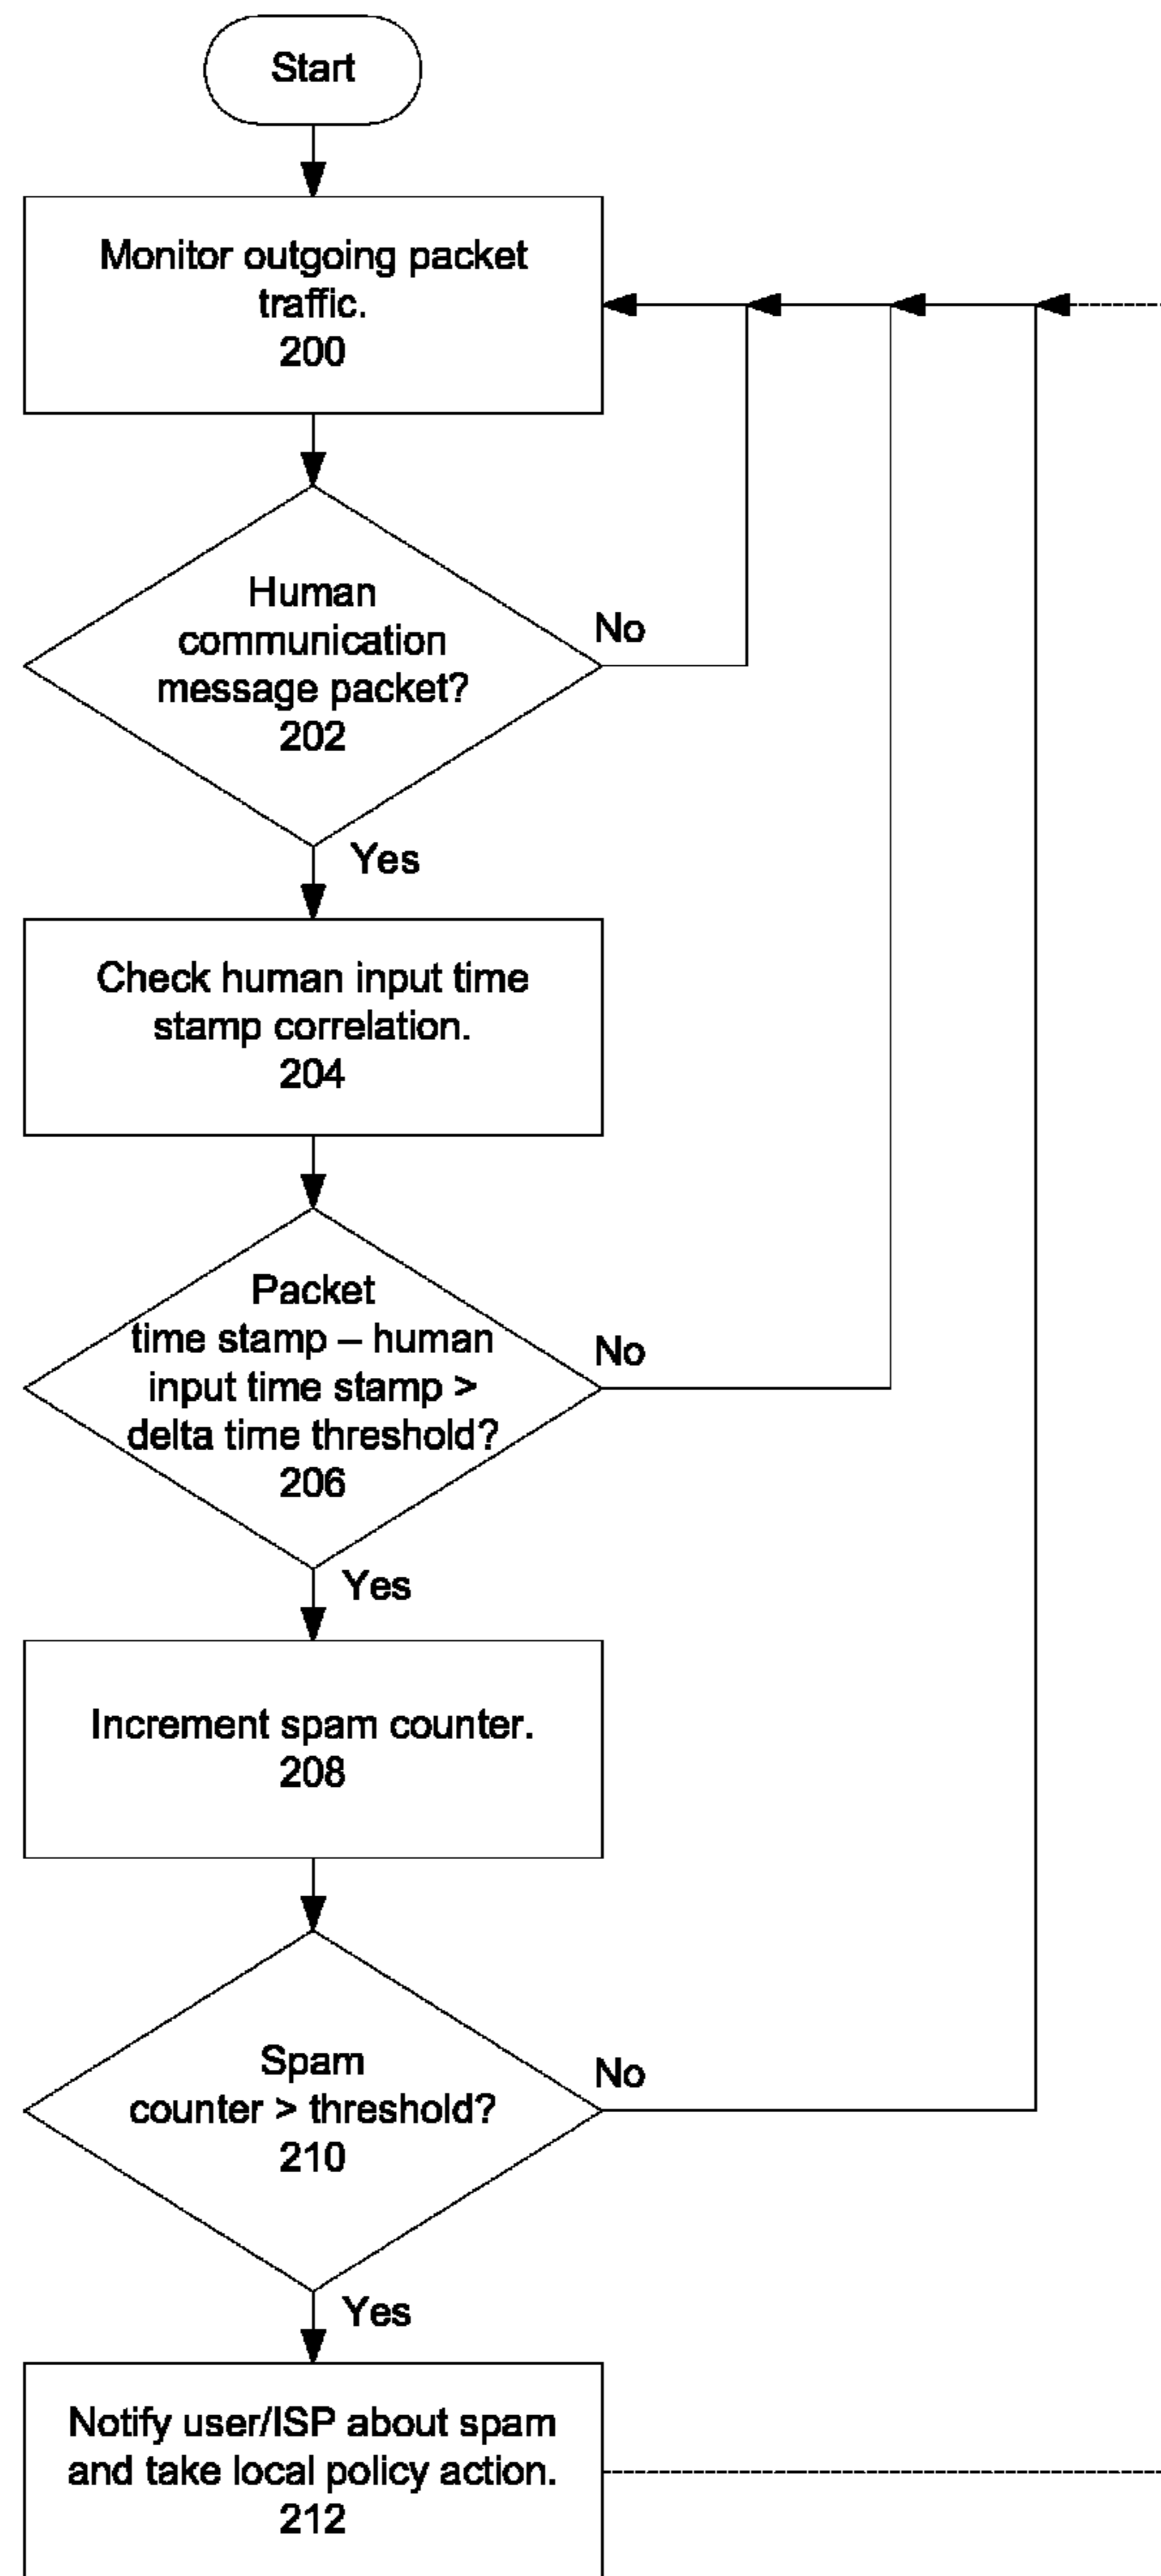 Start
Monitor outgoing packet
traffic.
200
Human
communication
message packet?
202
No
Yes
Check human input time
stamp correlation.
204
Packet
time stamp – human
input time stamp >
delta time threshold?
206
No
Yes
Increment spam counter.
208
Spam
counter > threshold?
210
No
Yes
Notify user/ISP about spam
and take local policy action.
212